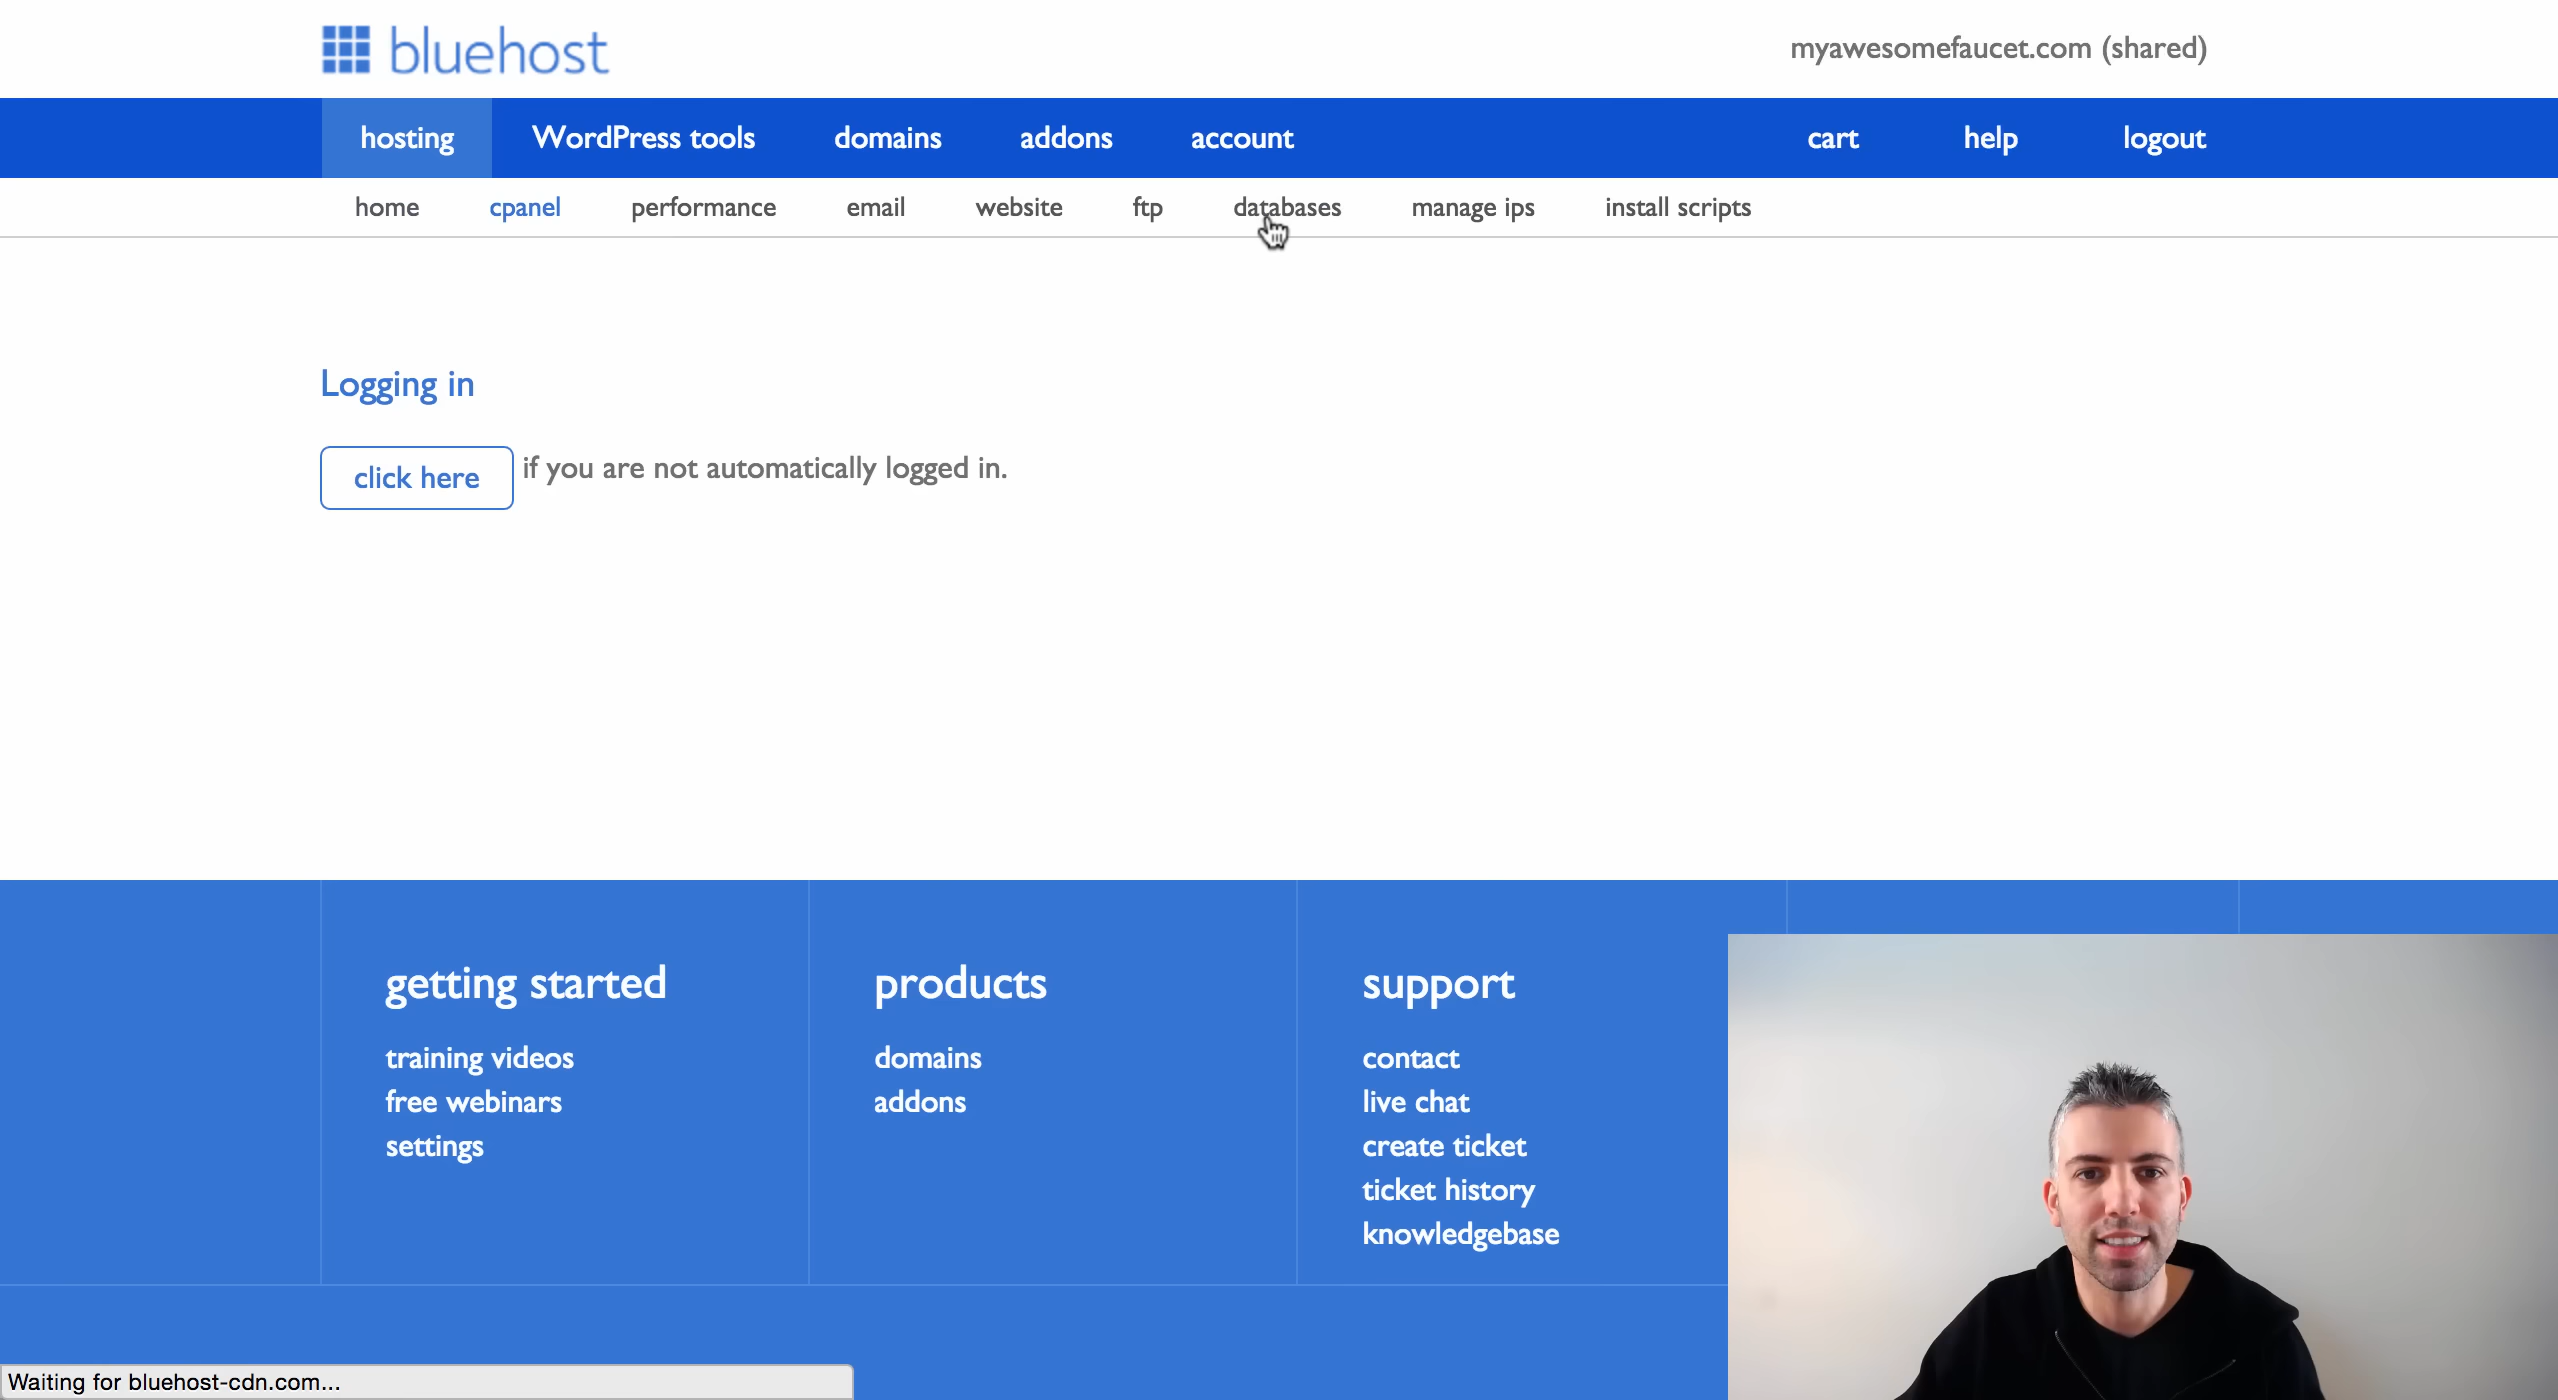 bluehost
myawesomefaucet.com (shared)
hosting WordPress tools domains addons account cart help logout
home cpanel performance email website ftp databases manage ips install scripts
Logging in
click here if you are not automatically logged in.
getting started
training videos
free webinars
settings
products
domains
addons
support
contact
live chat
create ticket
ticket history
knowledgebase
Waiting for bluehost-cdn.com...